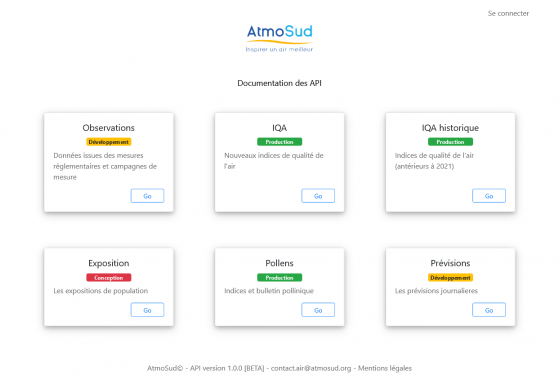 Se connecter
AtmoSud
Inspirer un air meilleur
Documentation des API
Observations
Développement
Données issues des mesures
réglementaires et campagnes de
mesure
Go
IQA
Production
Nouveaux indices de qualité de
l'air
Go
IQA historique
Production
Indices de qualité de l'air
(antérieurs à 2021)
Go
Exposition
Conception
Les expositions de population
Go
Pollens
Production
Indices et bulletin pollinique
Go
Prévisions
Développement
Les prévisions journalieres
Go
AtmoSud© - API version 1.0.0 [BETA] - contact.air@atmosud.org - Mentions légales